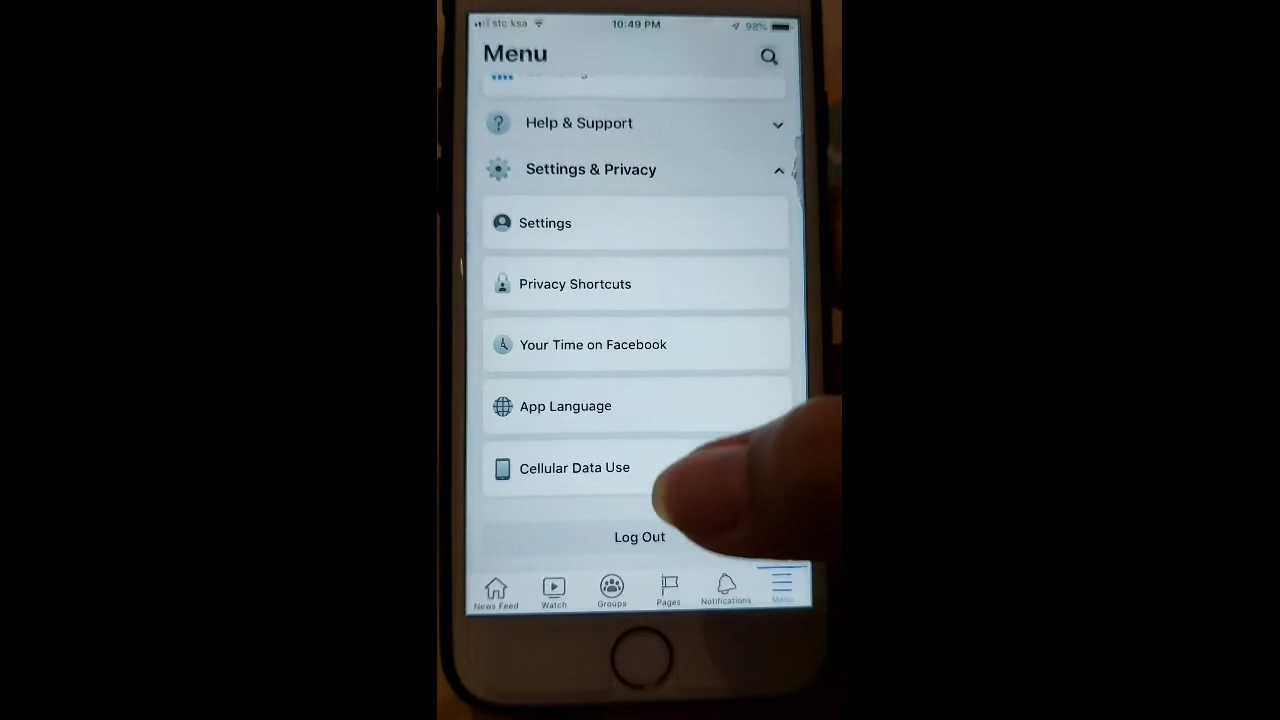 stc ksa 10:49 PM 98%
Menu
Help & Support
Settings & Privacy
Settings
Privacy Shortcuts
Your Time on Facebook
App Language
Cellular Data Use
Log Out
News Feed Watch Groups Pages Notifications Menu